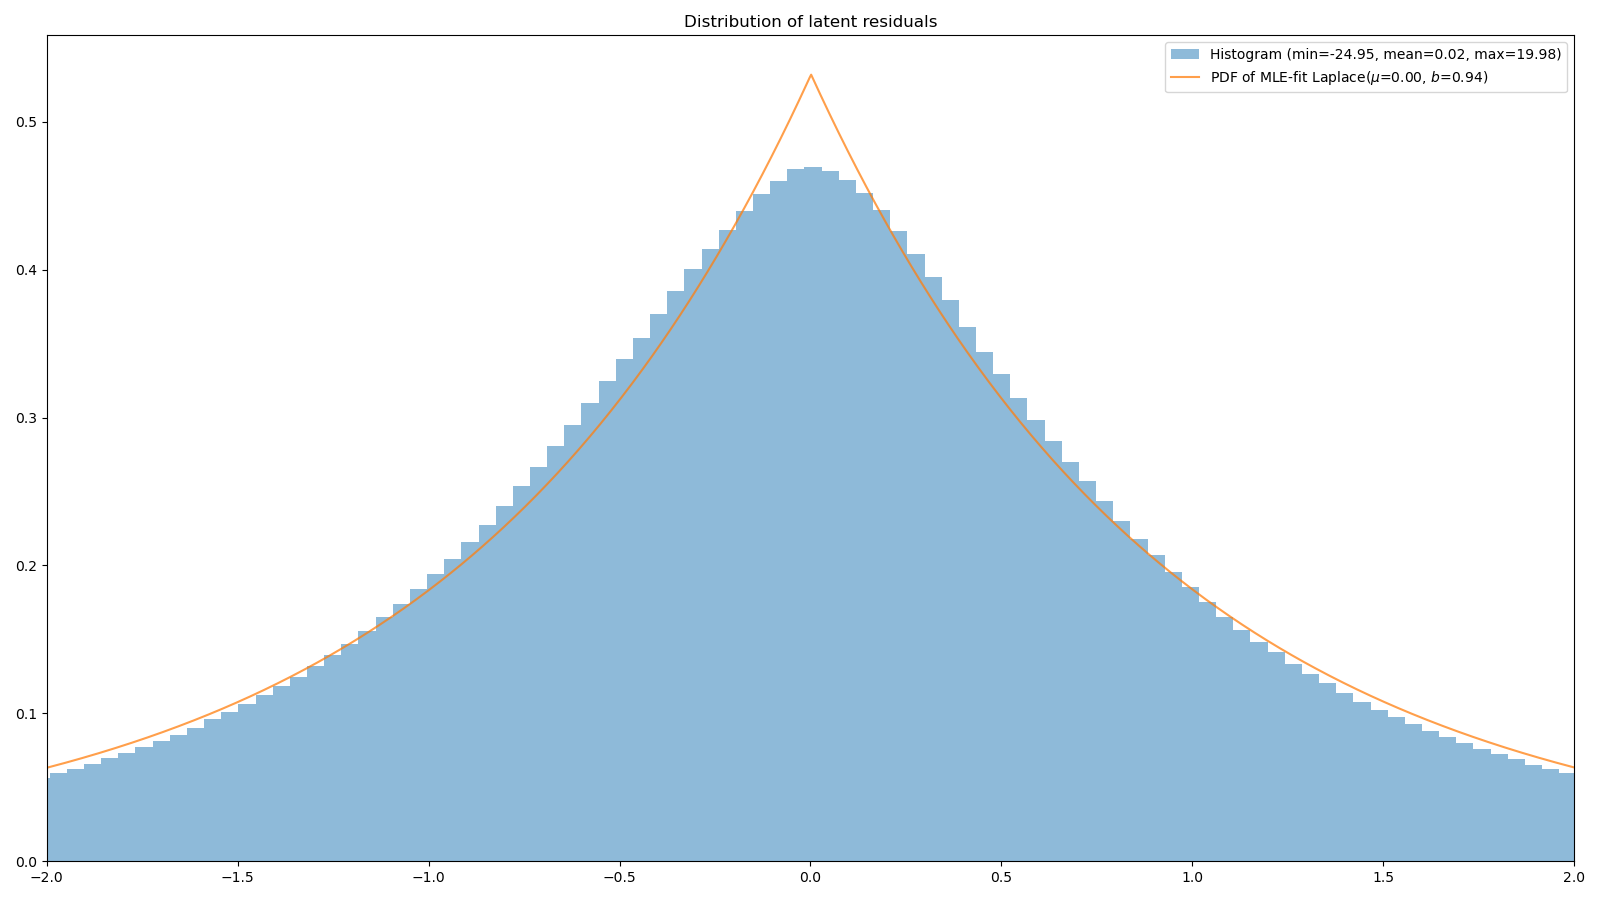 Distribution of latent residuals
Histogram (min=-24.95, mean=0.02, max=19.98)
PDF of MLE-fit Laplace(μ=0.00, b=0.94)
0.5
0.4
0.3
0.2
0.1
0.0
−2.0 −1.5 −1.0 −0.5 0.0 0.5 1.0 1.5 2.0